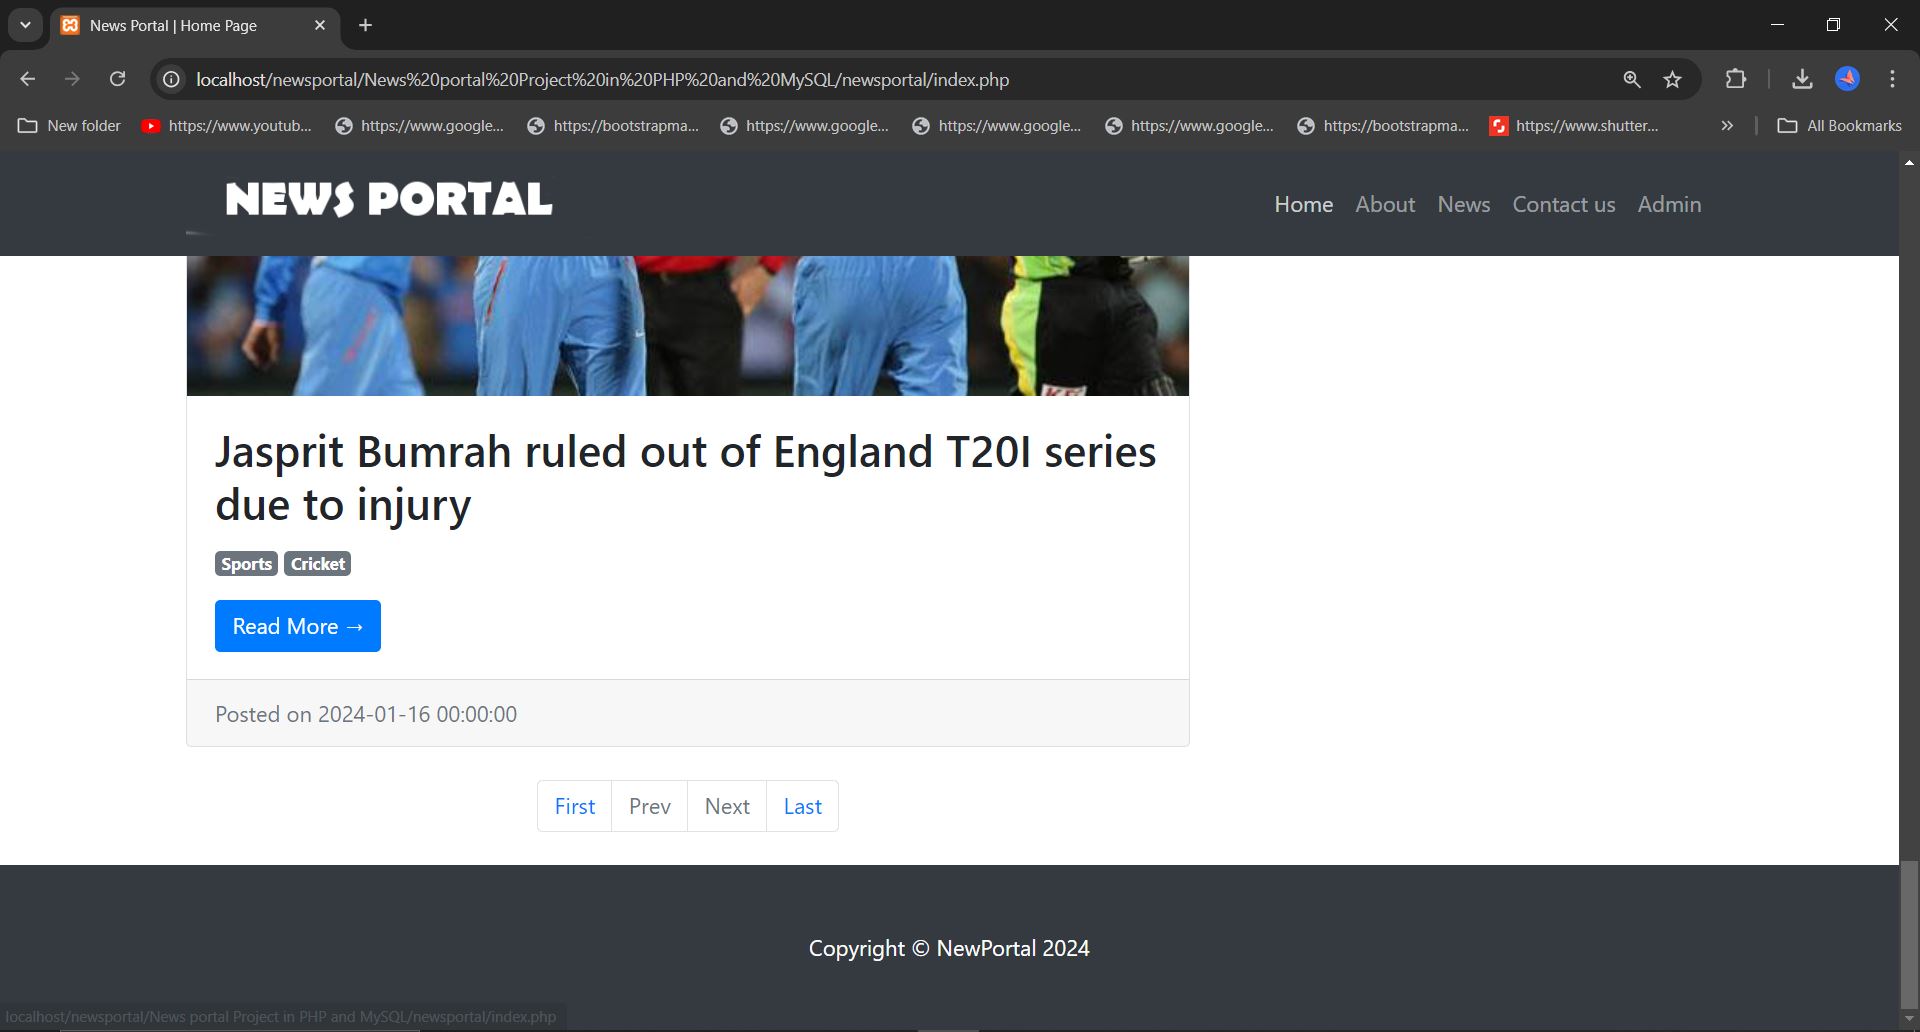 News Portal | Home Page
localhost/newsportal/News%20portal%20Project%20in%20PHP%20and%20MySQL/newsportal/index.php
New folder https://www.youtub... https://www.google... https://bootstrapma... https://www.google... https://www.google... https://www.google... https://bootstrapma... https://www.shutter... » All Bookmarks
NEWS PORTAL
Home About News Contact us Admin
Jasprit Bumrah ruled out of England T20I series
due to injury
Sports Cricket
Read More →
Posted on 2024-01-16 00:00:00
First Prev Next Last
Copyright © NewPortal 2024
localhost/newsportal/News portal Project in PHP and MySQL/newsportal/index.php